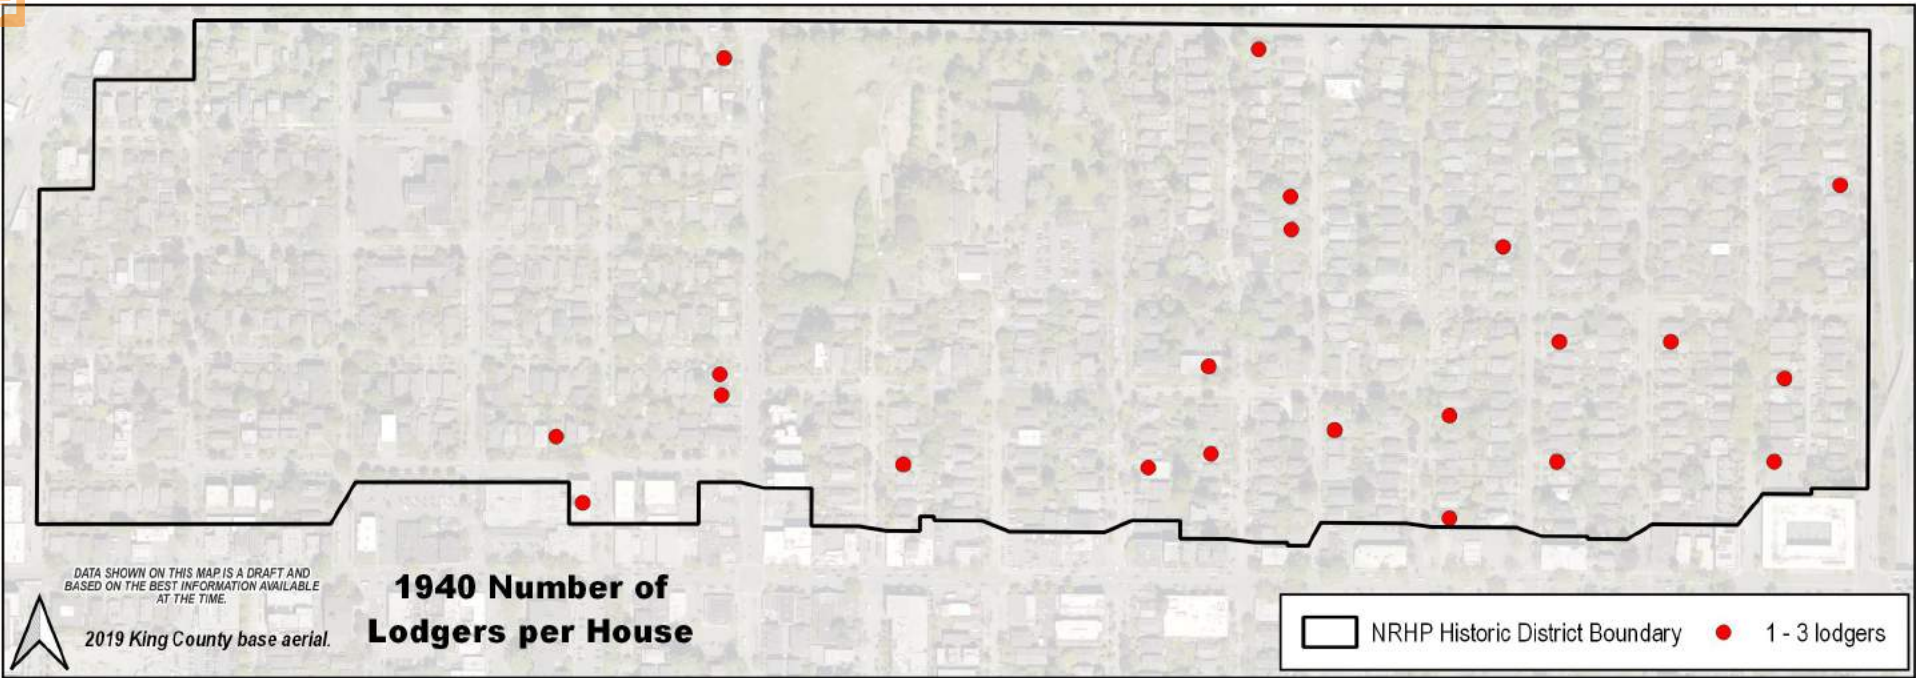 DATA SHOWN ON THIS MAP IS A DRAFT AND
BASED ON THE BEST INFORMATION AVAILABLE
AT THE TIME.
2019 King County base aerial.
1940 Number of
Lodgers per House
NRHP Historic District Boundary
1 - 3 lodgers